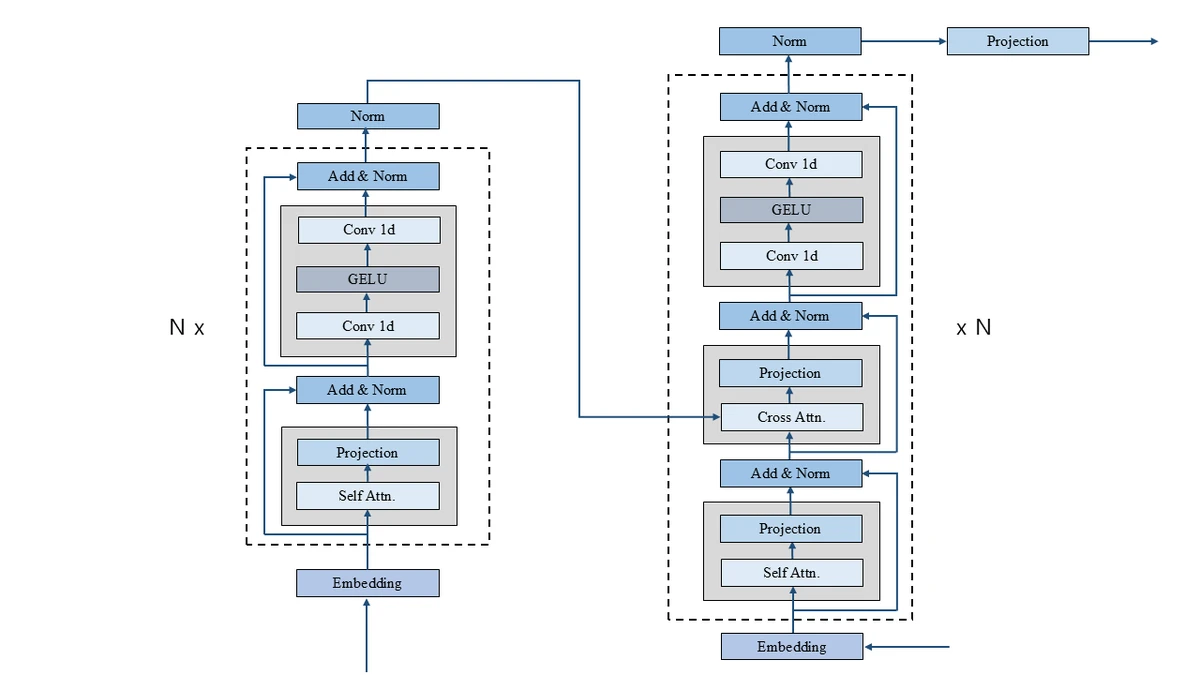 Norm
Add & Norm
Conv 1d
GELU
Conv 1d
Add & Norm
Projection
Self Attn.
Embedding
N x
Norm
Projection
Add & Norm
Conv 1d
GELU
Conv 1d
Add & Norm
Projection
Cross Attn.
Add & Norm
Projection
Self Attn.
Embedding
x N